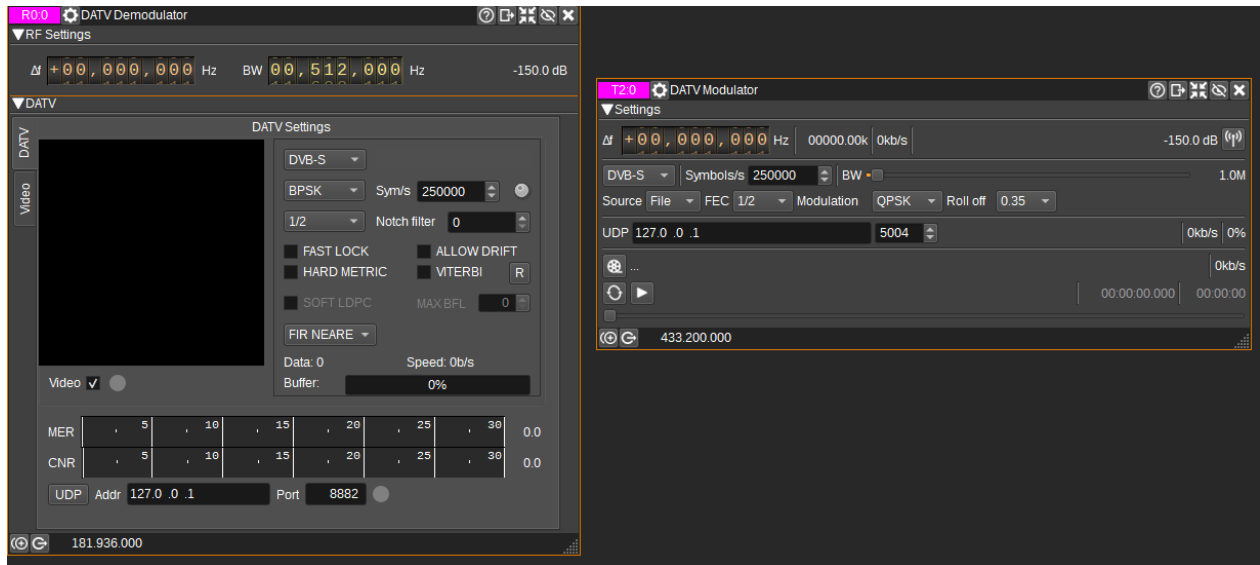 R0:0 DATV Demodulator
RF Settings
Δf +00,000,000 Hz BW 00,512,000 Hz -150.0 dB
DATV
DATV
Video
DATV Settings
DVB-S
BPSK Sym/s 250000
1/2 Notch filter 0
FAST LOCK ALLOW DRIFT
HARD METRIC VITERBI R
SOFT LDPC MAX BFL 0
FIR NEARE
Data: 0 Speed: 0b/s
Buffer: 0%
Video
MER 5 10 15 20 25 30 0.0
CNR 5 10 15 20 25 30 0.0
UDP Addr 127.0 .0 .1 Port 8882
181.936.000
T2:0 DATV Modulator
Settings
Δf +00,000,000 Hz 00000.00k 0kb/s -150.0 dB
DVB-S Symbols/s 250000 BW 1.0M
Source File FEC 1/2 Modulation QPSK Roll off 0.35
UDP 127.0 .0 .1 5004 0kb/s 0%
... 0kb/s
00:00:00.000 00:00:00
433.200.000